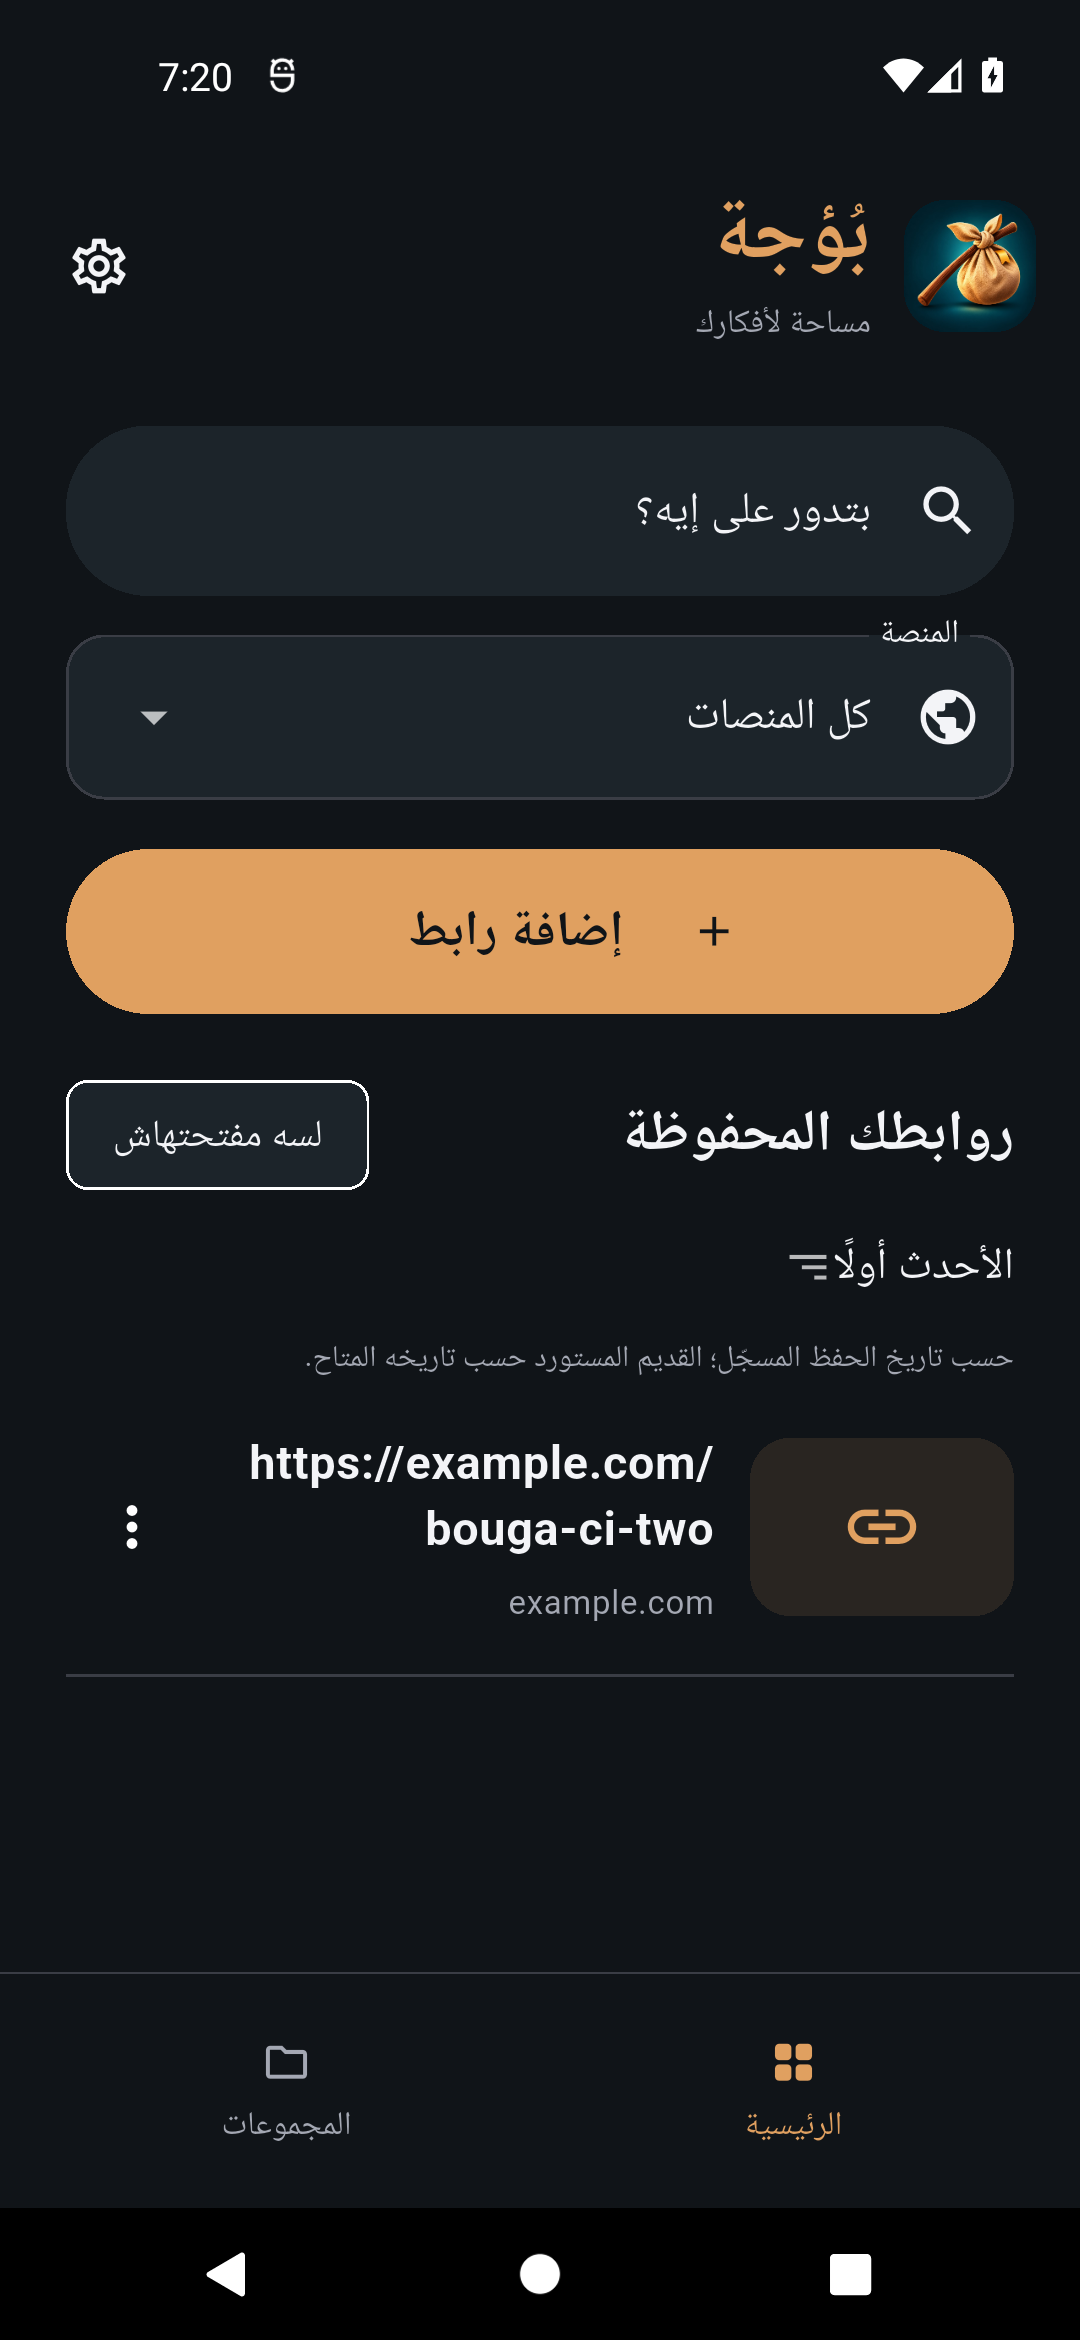 7:20
بُؤجة
مساحة لأفكارك
بتدور على إيه؟
المنصة
كل المنصات
+ إضافة رابط
روابطك المحفوظة
لسه مفتحتهاش
الأحدث أولًا
حسب تاريخ الحفظ المسجّل؛ القديم المستورد حسب تاريخه المتاح.
https://example.com/
bouga-ci-two
example.com
الرئيسية
المجموعات